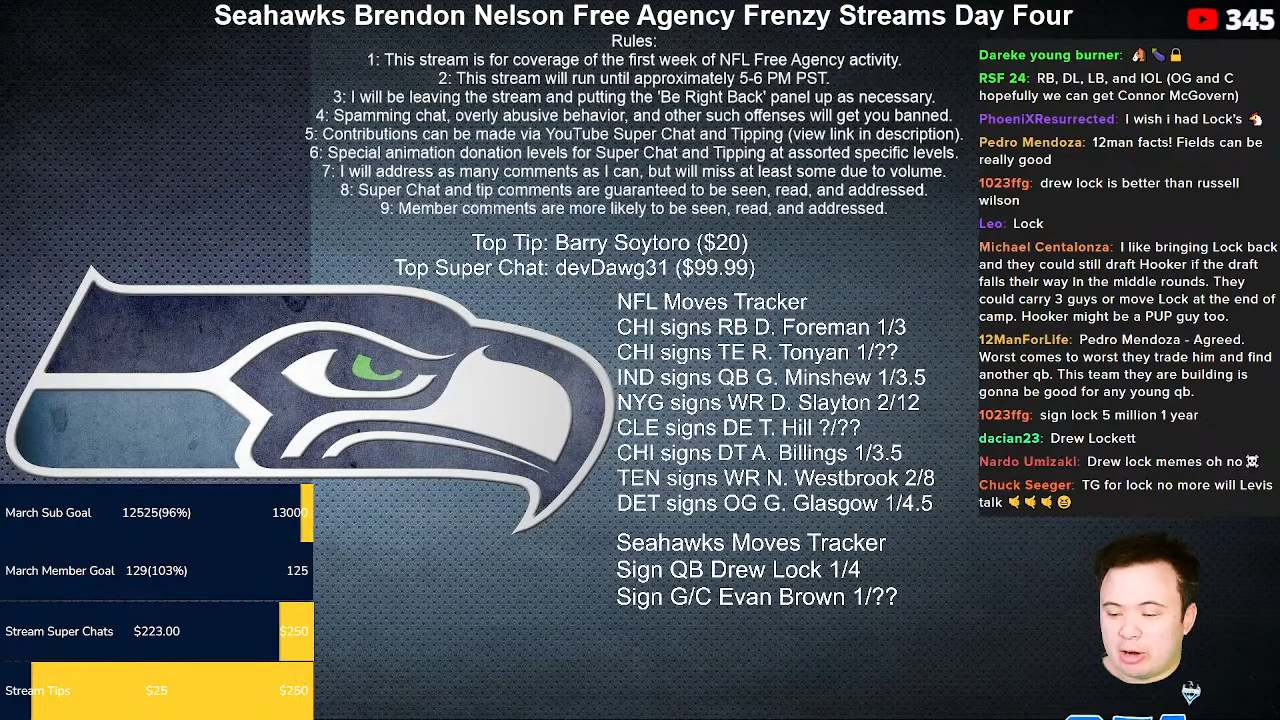 Seahawks Brendon Nelson Free Agency Frenzy Streams Day Four
345
Rules:
1: This stream is for coverage of the first week of NFL Free Agency activity.
2: This stream will run until approximately 5-6 PM PST.
3: I will be leaving the stream and putting the 'Be Right Back' panel up as necessary.
4: Spamming chat, overly abusive behavior, and other such offenses will get you banned.
5: Contributions can be made via YouTube Super Chat and Tipping (view link in description).
6: Special animation donation levels for Super Chat and Tipping at assorted specific levels.
7: I will address as many comments as I can, but will miss at least some due to volume.
8: Super Chat and tip comments are guaranteed to be seen, read, and addressed.
9: Member comments are more likely to be seen, read, and addressed.
Top Tip: Barry Soytoro ($20)
Top Super Chat: devDawg31 ($99.99)
NFL Moves Tracker
CHI signs RB D. Foreman 1/3
CHI signs TE R. Tonyan 1/??
IND signs QB G. Minshew 1/3.5
NYG signs WR D. Slayton 2/12
CLE signs DE T. Hill ?/??
CHI signs DT A. Billings 1/3.5
TEN signs WR N. Westbrook 2/8
DET signs OG G. Glasgow 1/4.5
Seahawks Moves Tracker
Sign QB Drew Lock 1/4
Sign G/C Evan Brown 1/??
March Sub Goal 12525(96%) 13000
March Member Goal 129(103%) 125
Stream Super Chats $223.00 $250
Stream Tips $25 $250
Dareke young burner: 🐴 🍆 🔒
RSF 24: RB, DL, LB, and IOL (OG and C
hopefully we can get Connor McGovern)
PhoeniXResurrected: I wish i had Lock's 🐔
Pedro Mendoza: 12man facts! Fields can be
really good
1023ffg: drew lock is better than russell
wilson
Leo: Lock
Michael Centalonza: I like bringing Lock back
and they could still draft Hooker if the draft
falls their way in the middle rounds. They
could carry 3 guys or move Lock at the end of
camp. Hooker might be a PUP guy too.
12ManForLife: Pedro Mendoza - Agreed.
Worst comes to worst they trade him and find
another qb. This team they are building is
gonna be good for any young qb.
1023ffg: sign lock 5 million 1 year
dacian23: Drew Lockett
Nardo Umizaki: Drew lock memes oh no ☠️
Chuck Seeger: TG for lock no more will Levis
talk 🤙🤙🤙😆